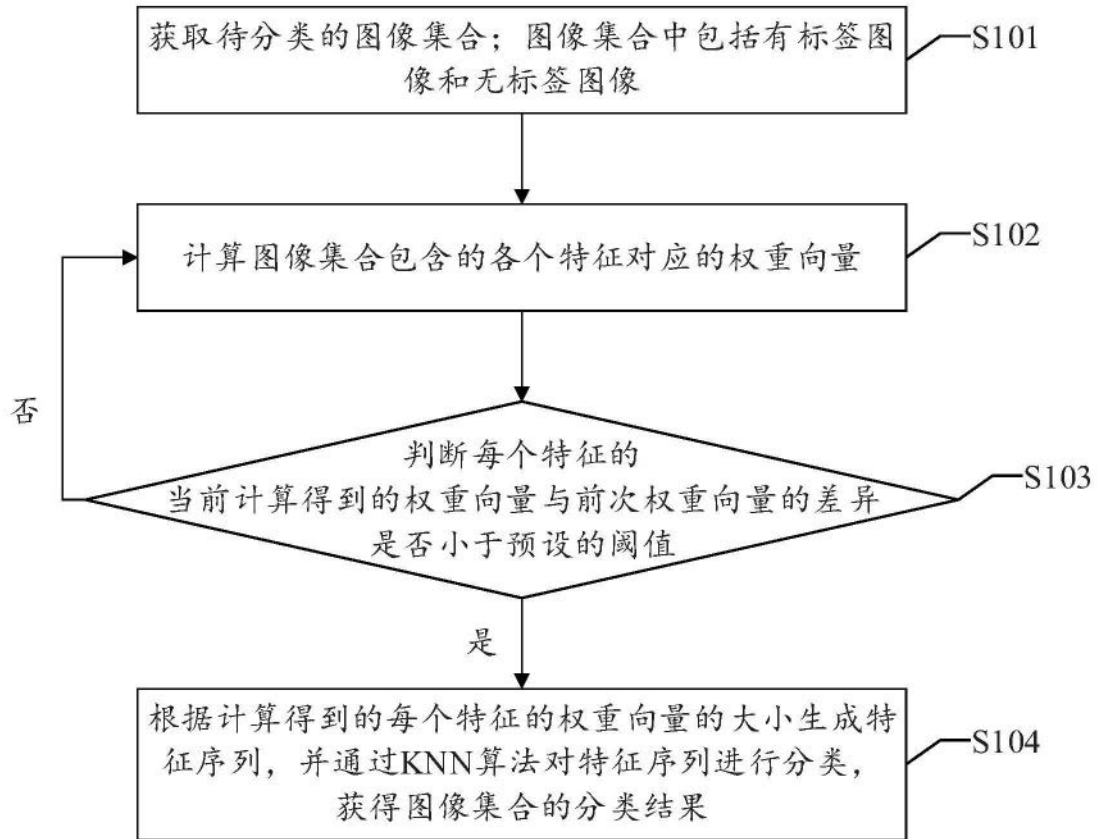 获取待分类的图像集合；图像集合中包括有标签图
像和无标签图像
S101
计算图像集合包含的各个特征对应的权重向量
S102
否
判断每个特征的
当前计算得到的权重向量与前次权重向量的差异
是否小于预设的阈值
S103
是
根据计算得到的每个特征的权重向量的大小生成特
征序列，并通过KNN算法对特征序列进行分类，
获得图像集合的分类结果
S104